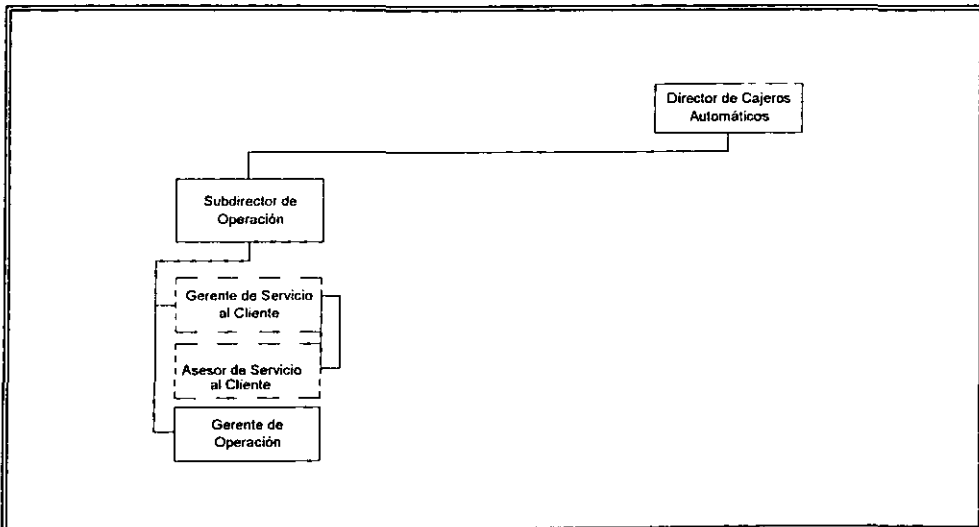 Director de Cajeros
Automáticos
Subdirector de
Operación
Gerente de Servicio
al Cliente
Asesor de Servicio
al Cliente
Gerente de
Operación